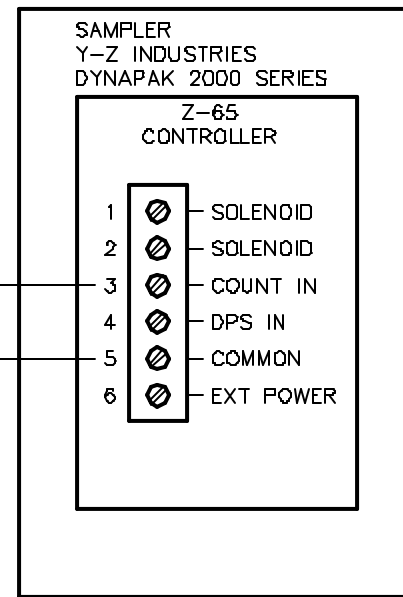 SAMPLER
Y-Z INDUSTRIES
DYNAPAK 2000 SERIES
Z-65
CONTROLLER
1 SOLENOID
2 SOLENOID
3 COUNT IN
4 DPS IN
5 COMMON
6 EXT POWER